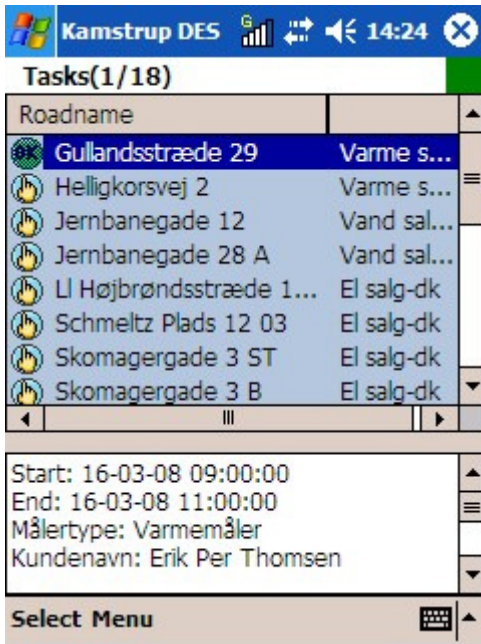 Kamstrup DES G 14:24
Tasks(1/18)
Roadname
OK Gullandsstræde 29 Varme s...
Helligkorsvej 2 Varme s...
Jernbanegade 12 Vand sal...
Jernbanegade 28 A Vand sal...
Ll Højbrøndsstræde 1... El salg-dk
Schmeltz Plads 12 03 El salg-dk
Skomagergade 3 ST El salg-dk
Skomagergade 3 B El salg-dk
Start: 16-03-08 09:00:00
End: 16-03-08 11:00:00
Målertype: Varmemåler
Kundenavn: Erik Per Thomsen
Select Menu